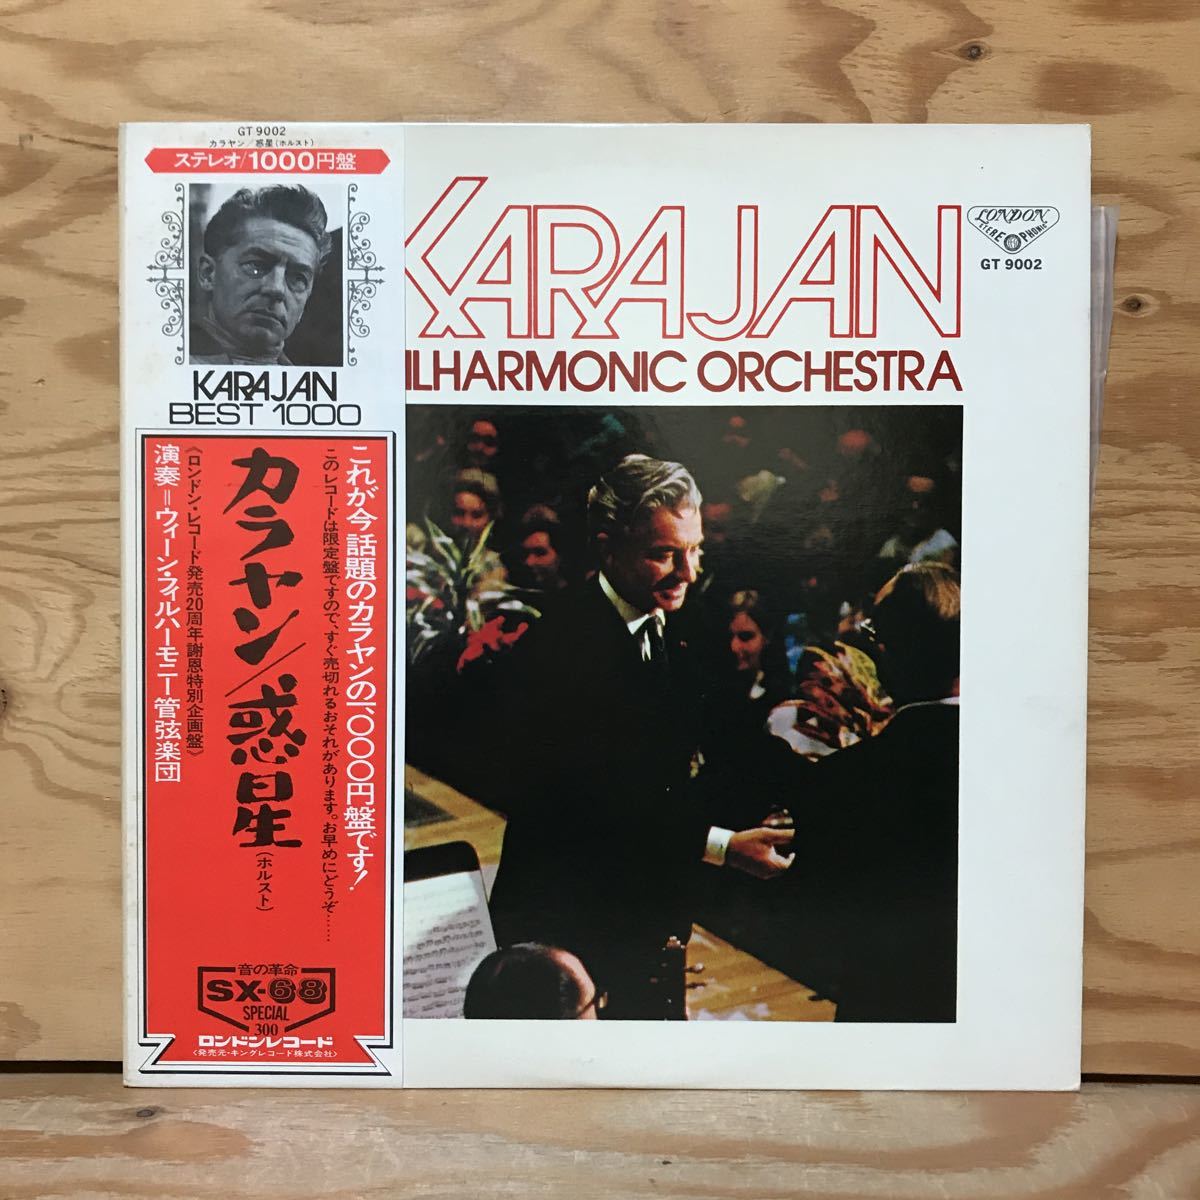 GT 9002
カラヤン/惑星(ホルスト)
ステレオ/1000円盤
KARAJAN
BEST 1000
これが今話題のカラヤンの1,000円盤です!
このレコードは限定盤ですので、すぐ売切れるおそれがあります。お早めにどうぞ……
カラヤン/惑星
(ホルスト)
《ロンドン・レコード発売20周年謝恩特別企画盤》
演奏=ウィーン・フィルハーモニー管弦楽団
音の革命
SX-68
SPECIAL
300
ロンドンレコード
<発売元・キングレコード株式会社>
KARAJAN
ILHARMONIC ORCHESTRA
LONDON
STEREOPHONIC
GT 9002